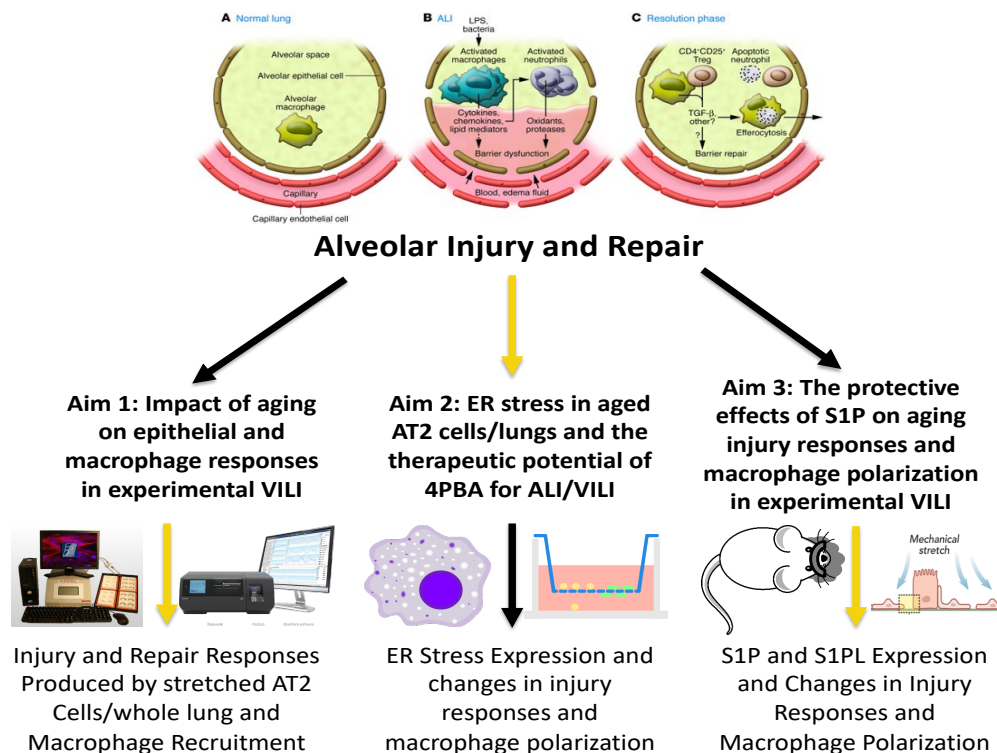 A Normal lung
Alveolar space
Alveolar epithelial cell
Alveolar
macrophage
Capillary
Capillary endothelial cell
B ALI
LPS,
bacteria
Activated
macrophages
Activated
neutrophils
Cytokines,
chemokines,
lipid mediators
Oxidants,
proteases
Barrier dysfunction
Blood, edema fluid
C Resolution phase
CD4+CD25+
Treg
Apoptotic
neutrophil
TGF-β,
other?
Efferocytosis
?
Barrier repair
Alveolar Injury and Repair
Aim 1: Impact of aging
on epithelial and
macrophage responses
in experimental VILI
Injury and Repair Responses
Produced by stretched AT2
Cells/whole lung and
Macrophage Recruitment
Aim 2: ER stress in aged
AT2 cells/lungs and the
therapeutic potential of
4PBA for ALI/VILI
ER Stress Expression and
changes in injury
responses and
macrophage polarization
Aim 3: The protective
effects of S1P on aging
injury responses and
macrophage polarization
in experimental VILI
Mechanical
stretch
S1P and S1PL Expression
and Changes in Injury
Responses and
Macrophage Polarization